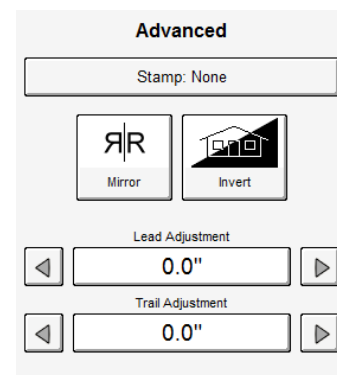 Advanced
Stamp: None
ЯR
Mirror
Invert
Lead Adjustment
0.0"
Trail Adjustment
0.0"